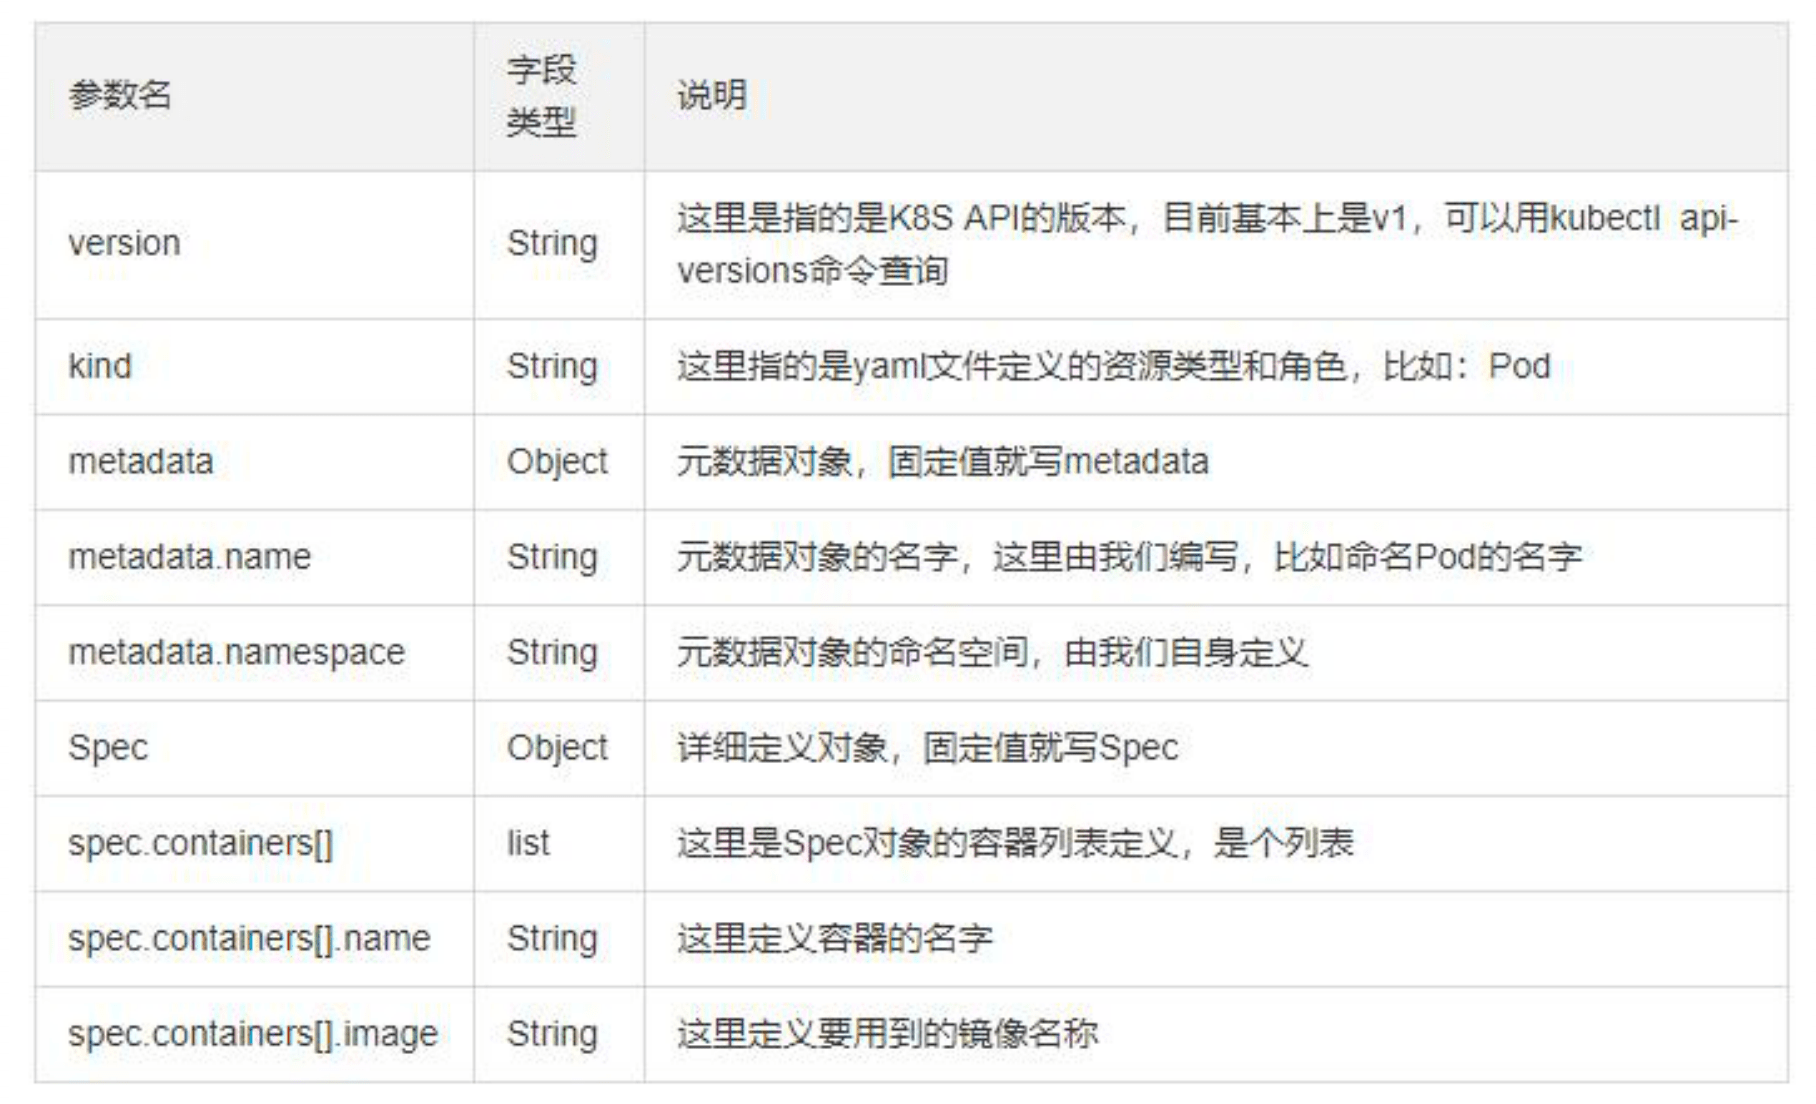 参数名
字段
类型
说明
version
String
这里是指的是K8S API的版本，目前基本上是v1，可以用kubectl api-
versions命令查询
kind
String
这里指的是yaml文件定义的资源类型和角色，比如：Pod
metadata
Object
元数据对象，固定值就写metadata
metadata.name
String
元数据对象的名字，这里由我们编写，比如命名Pod的名字
metadata.namespace
String
元数据对象的命名空间，由我们自身定义
Spec
Object
详细定义对象，固定值就写Spec
spec.containers[]
list
这里是Spec对象的容器列表定义，是个列表
spec.containers[].name
String
这里定义容器的名字
spec.containers[].image
String
这里定义要用到的镜像名称